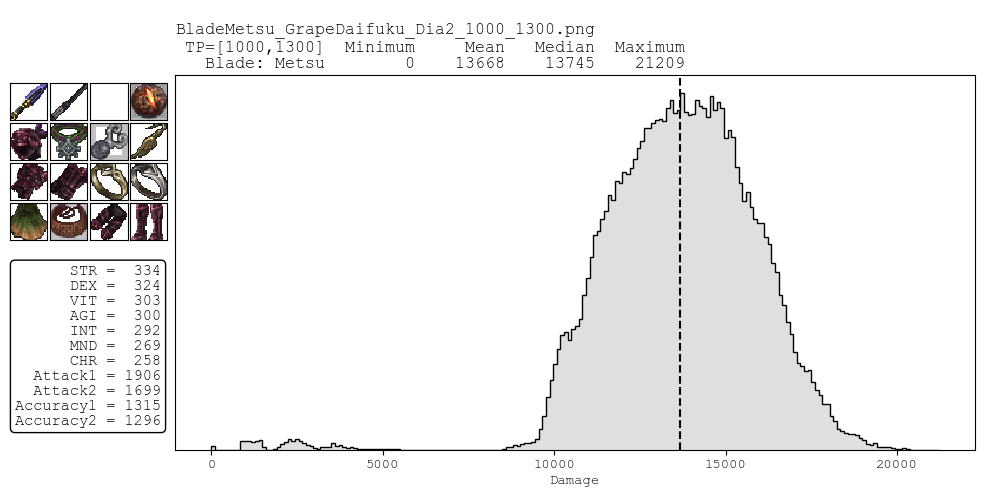 BladeMetsu_GrapeDaifuku_Dia2_1000_1300.png
TP=[1000,1300] Minimum Mean Median Maximum
Blade: Metsu 0 13668 13745 21209
STR = 334
DEX = 324
VIT = 303
AGI = 300
INT = 292
MND = 269
CHR = 258
Attack1 = 1906
Attack2 = 1699
Accuracy1 = 1315
Accuracy2 = 1296
0 5000 10000 15000 20000
Damage